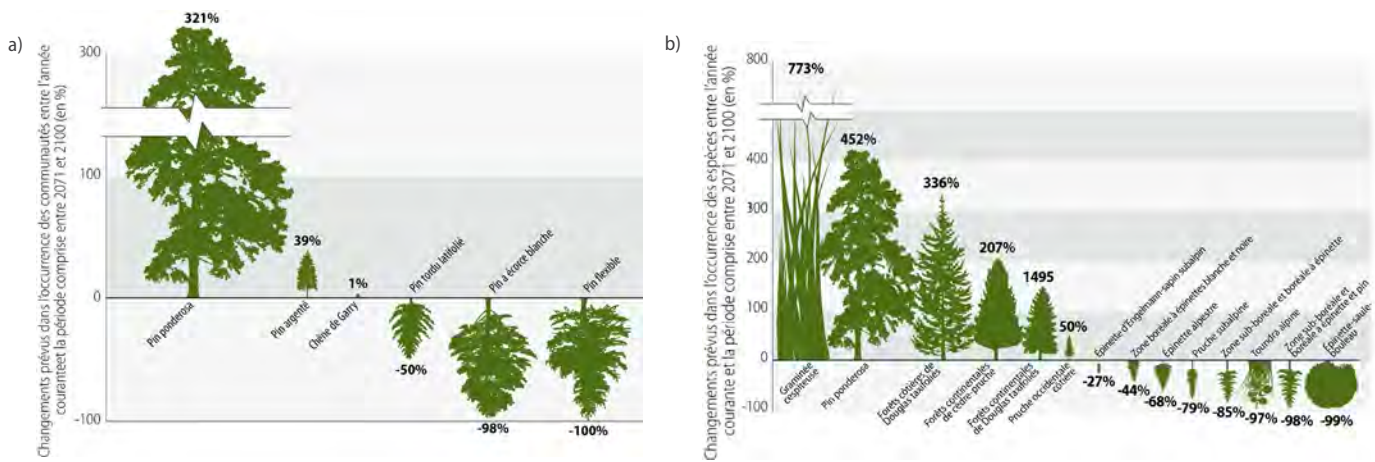 a)
Changements prévus dans l'occurrence des communautés entre l'année
couranteet la période comprise entre 2071 et 2100 (en %)
300
100
0
-100
321%
39%
1%
-50%
-98%
-100%
Pin ponderosa
Pin argenté
Chêne de Garry
Pin tordu latifolié
Pin à écorce blanche
Pin flexible
b)
Changements prévus dans l'occurrence des espèces entre l'année
courante et la période comprise entre 2071 et 2100 (en %)
800
400
300
200
100
0
-100
773%
452%
336%
207%
1495
50%
-27%
-44%
-68%
-79%
-85%
-97%
-98%
-99%
Graminée
cespiteuse
Pin ponderosa
Forêts côtières de
Douglas taxifoliés
Forêts continentales
de cèdre-pruche
Forêts continentales
de Douglas taxifoliés
Pruche occidentale
côtière
Épinette d'Engelmann-sapin subalpin
Zone boréale à épinettes blanche et noire
Épinette alpestre
Pruche subalpine
Zone sub-boréale et boréale à épinette
Toundra alpine
Zone sub-boréale et
boréale à épinette et pin
Épinette-saule-
bouleau